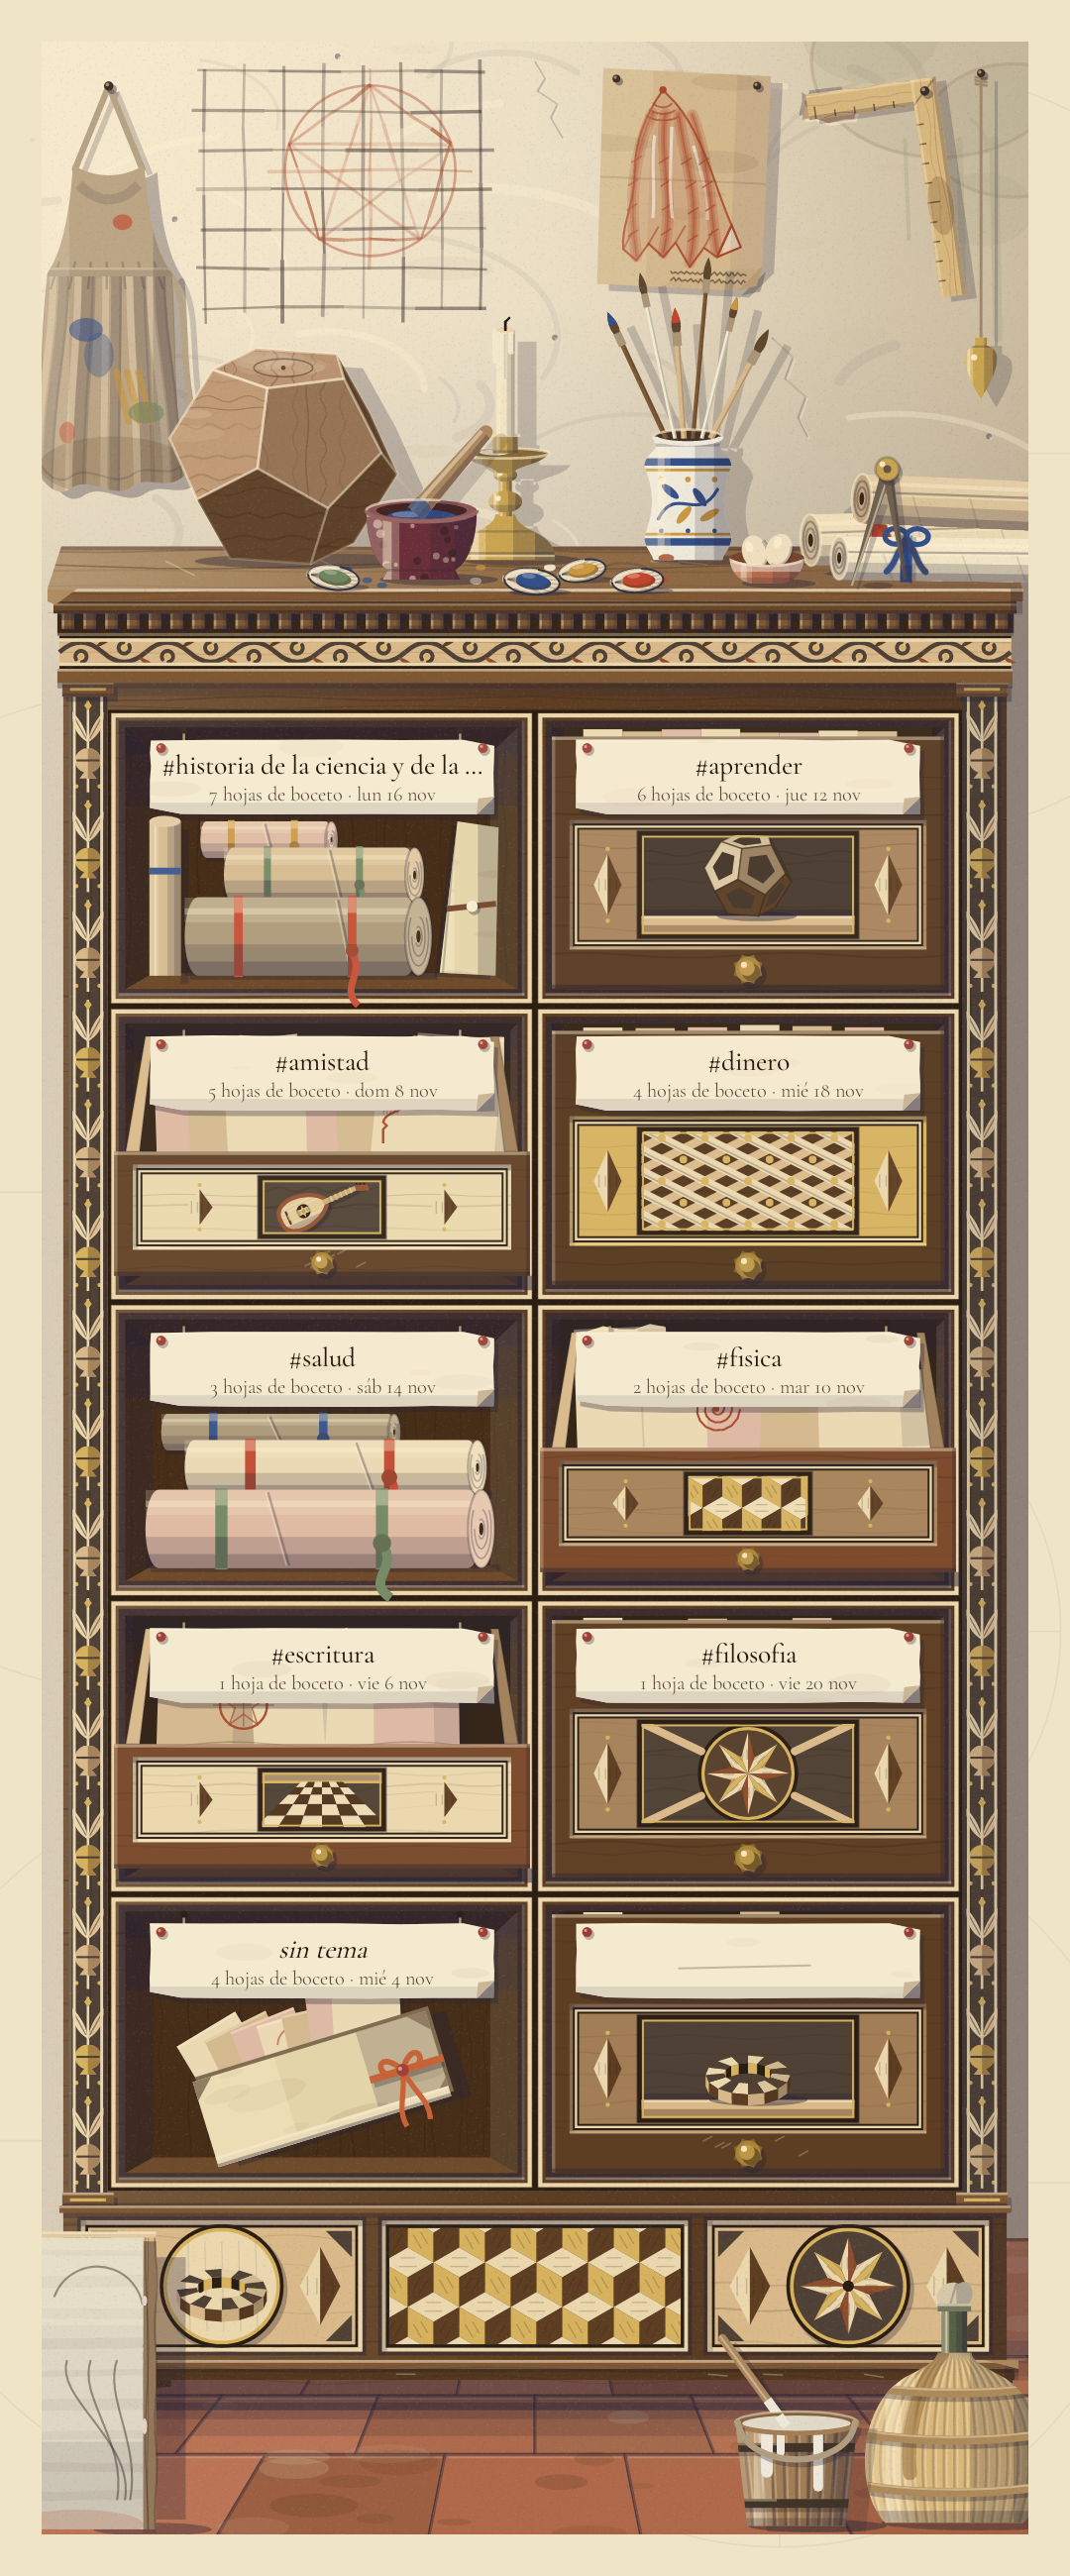 #historia de la ciencia y de la ...
7 hojas de boceto · lun 16 nov
#aprender
6 hojas de boceto · jue 12 nov
#amistad
5 hojas de boceto · dom 8 nov
#dinero
4 hojas de boceto · mié 18 nov
#salud
3 hojas de boceto · sáb 14 nov
#física
2 hojas de boceto · mar 10 nov
#escritura
1 hoja de boceto · vie 6 nov
#filosofía
1 hoja de boceto · vie 20 nov
sin tema
4 hojas de boceto · mié 4 nov